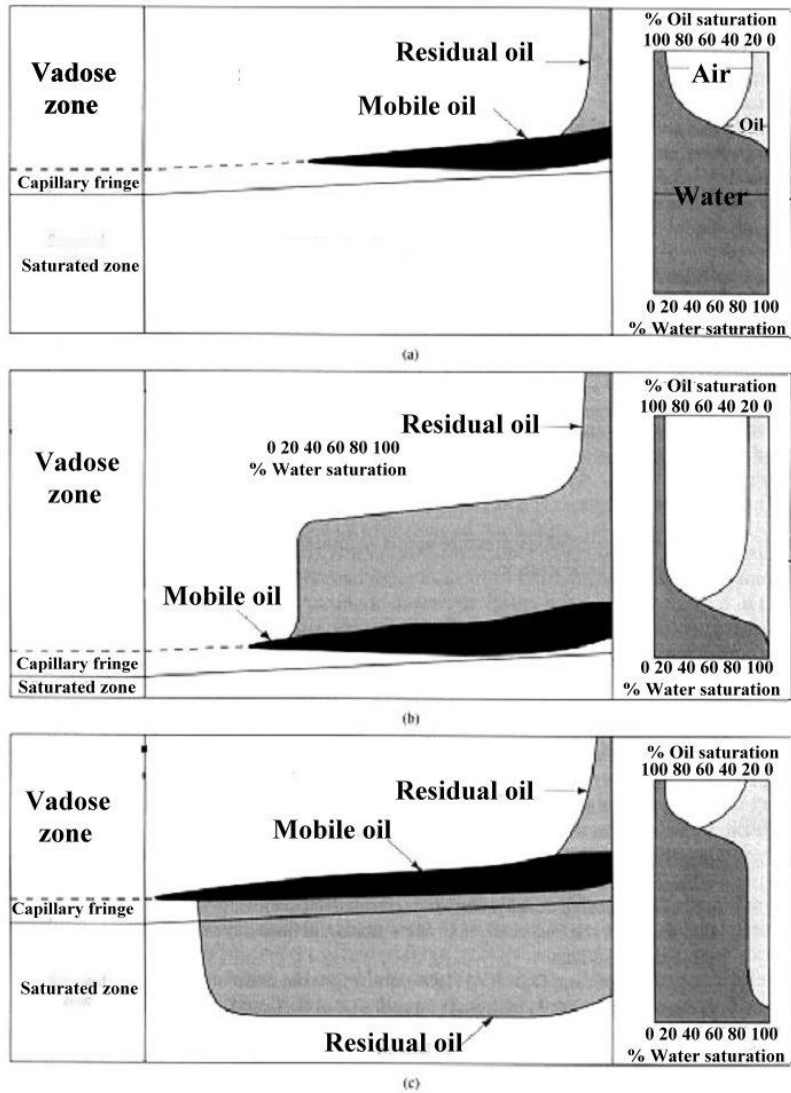 % Oil saturation
100 80 60 40 20 0
Residual oil
Vadose
zone
Air
Mobile oil
Oil
Capillary fringe
Water
Saturated zone
0 20 40 60 80 100
% Water saturation
(a)
% Oil saturation
100 80 60 40 20 0
Residual oil
0 20 40 60 80 100
% Water saturation
Vadose
zone
Mobile oil
Capillary fringe
Saturated zone
0 20 40 60 80 100
% Water saturation
(b)
% Oil saturation
100 80 60 40 20 0
Residual oil
Vadose
zone
Mobile oil
Capillary fringe
Saturated zone
Residual oil
0 20 40 60 80 100
% Water saturation
(c)